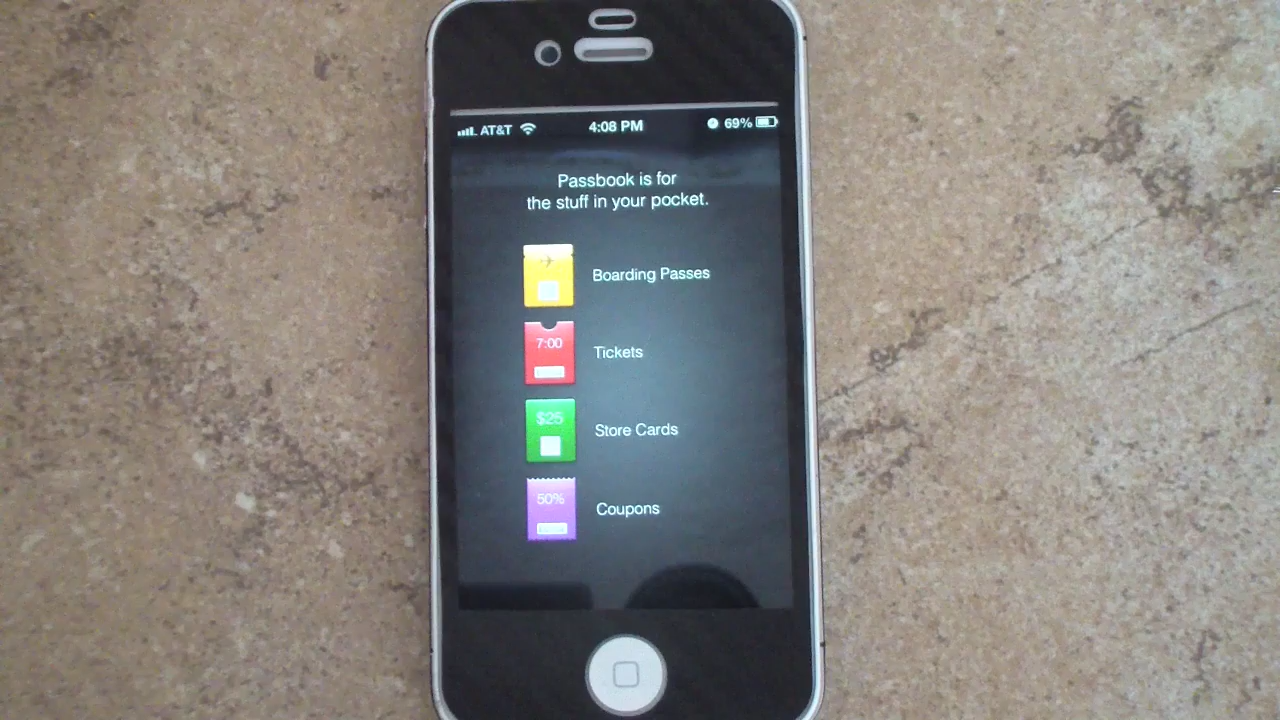 AT&T 4:08 PM 69%
Passbook is for
the stuff in your pocket.
Boarding Passes
7:00
Tickets
$25
Store Cards
50%
Coupons